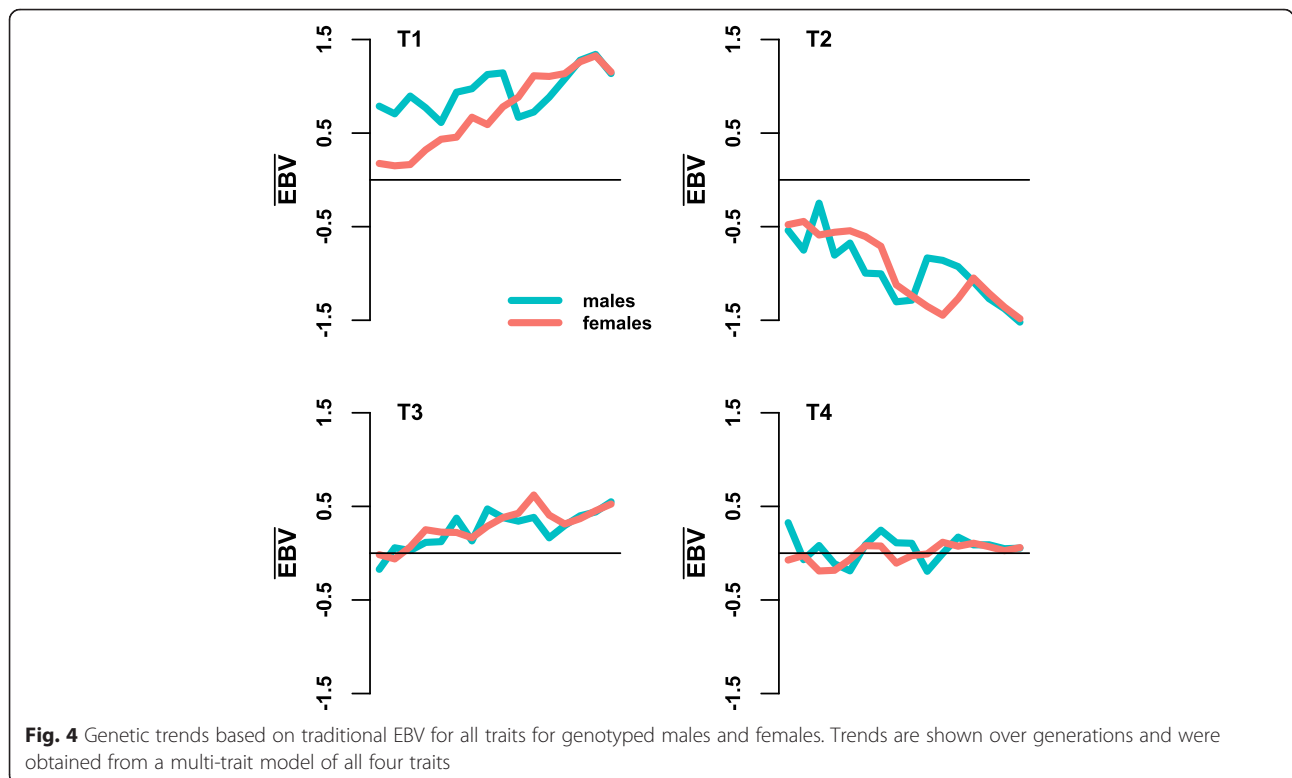 T1
1.5
0.5
-0.5
-1.5
EBV
T2
1.5
0.5
-0.5
-1.5
EBV
males
females
T3
1.5
0.5
-0.5
-1.5
EBV
T4
1.5
0.5
-0.5
-1.5
EBV
Fig. 4 Genetic trends based on traditional EBV for all traits for genotyped males and females. Trends are shown over generations and were
obtained from a multi-trait model of all four traits